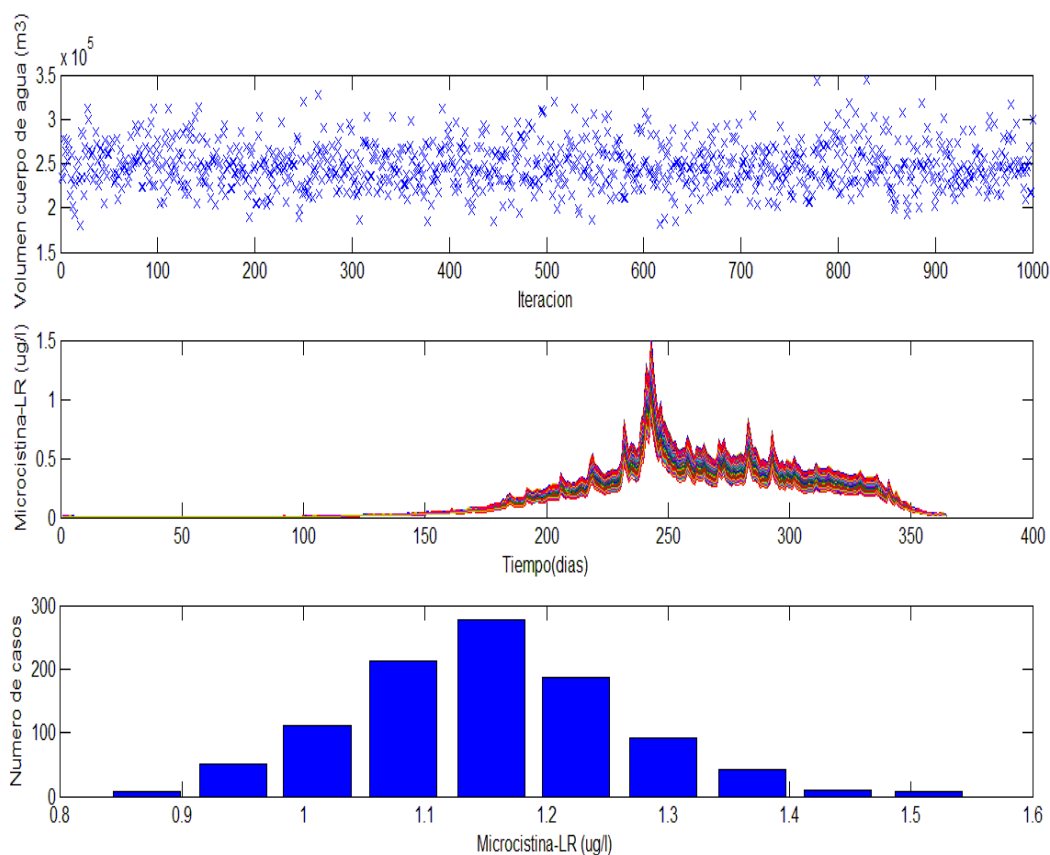 x 10^5
Volumen cuerpo de agua (m3)
3.5
3
2.5
2
1.5
0 100 200 300 400 500 600 700 800 900 1000
Iteracion
Microcistina-LR (ug/l)
1.5
1
0.5
0
0 50 100 150 200 250 300 350 400
Tiempo(dias)
Numero de casos
300
200
100
0
0.8 0.9 1 1.1 1.2 1.3 1.4 1.5 1.6
Microcistina-LR (ug/l)